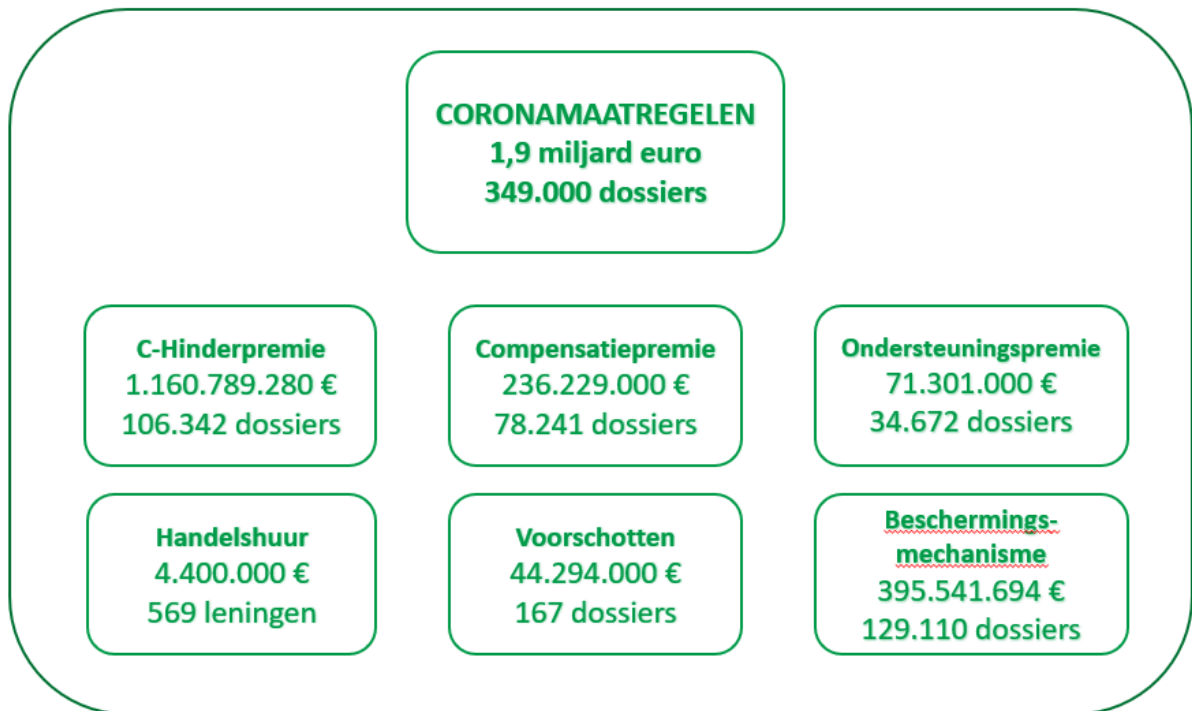 CORONAMAATREGELEN
1,9 miljard euro
349.000 dossiers
C-Hinderpremie
1.160.789.280 €
106.342 dossiers
Compensatiepremie
236.229.000 €
78.241 dossiers
Ondersteuningspremie
71.301.000 €
34.672 dossiers
Handelshuur
4.400.000 €
569 leningen
Voorschotten
44.294.000 €
167 dossiers
Beschermings-
mechanisme
395.541.694 €
129.110 dossiers